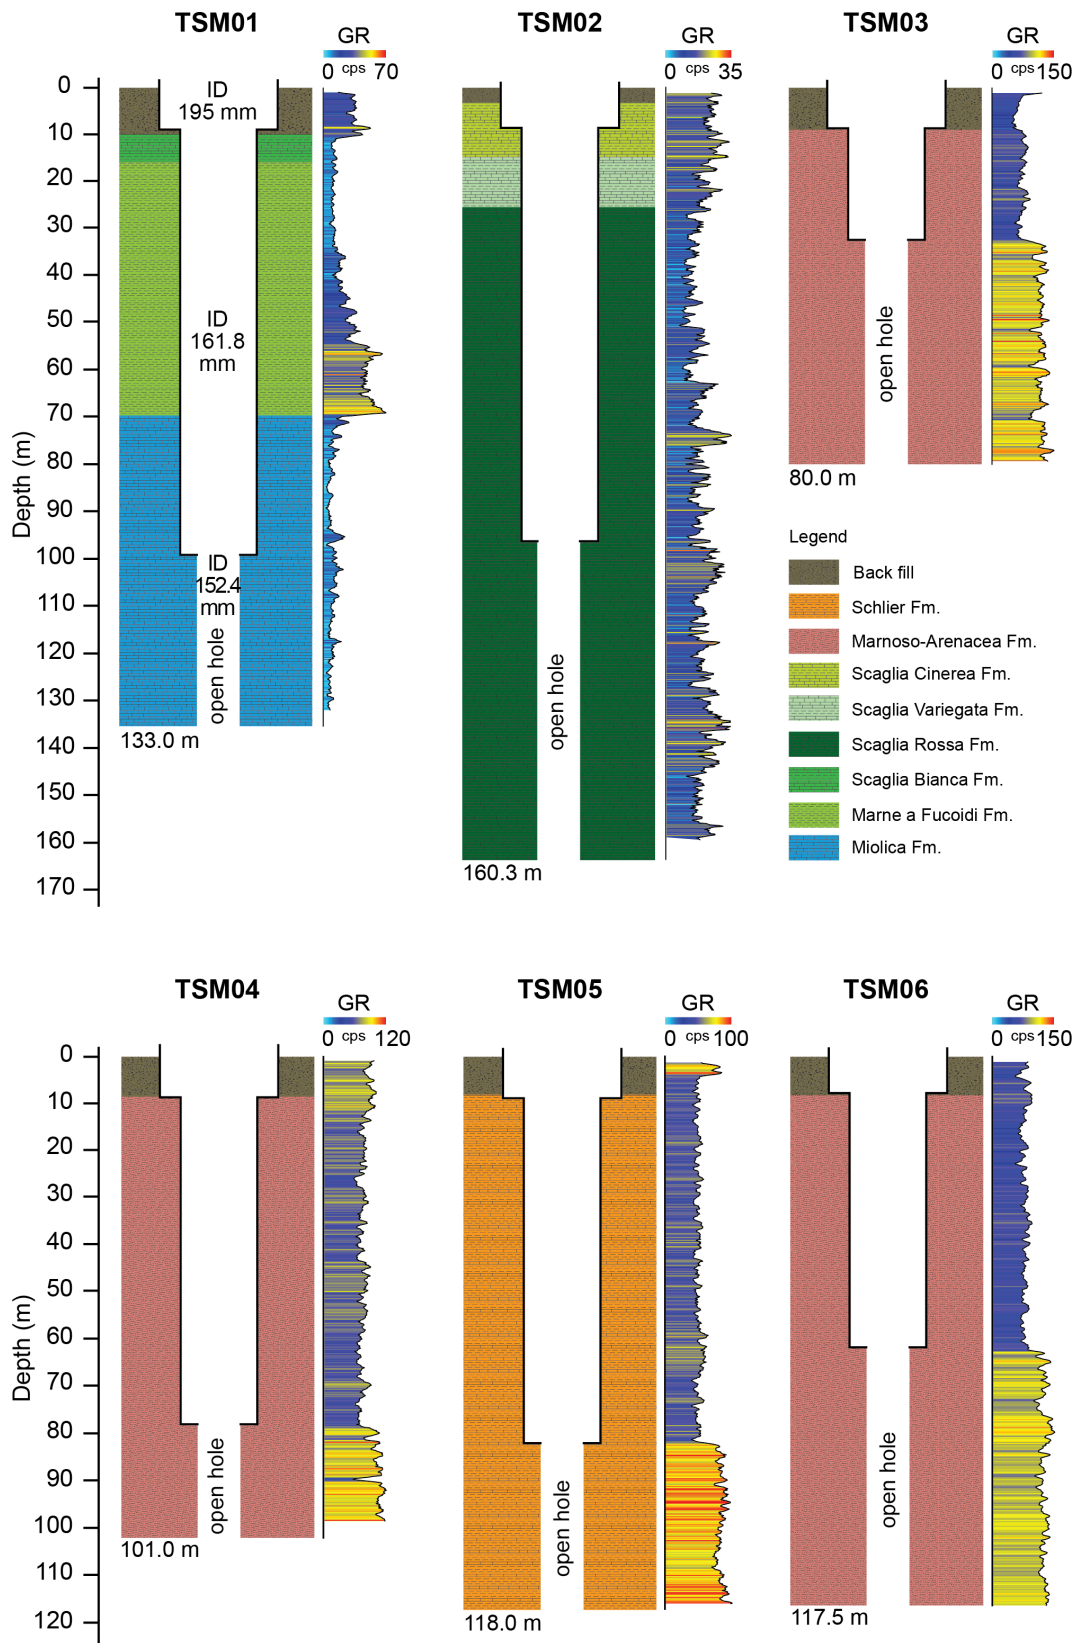 TSM01
TSM02
TSM03
GR
GR
GR
0 cps 70
0 cps 35
0 cps 150
0
10
20
30
40
50
60
70
80
90
100
110
120
130
140
150
160
170
Depth (m)
ID
195 mm
ID
161.8
mm
ID
152.4
mm
open hole
133.0 m
open hole
160.3 m
open hole
80.0 m
Legend
Back fill
Schlier Fm.
Marnoso-Arenacea Fm.
Scaglia Cinerea Fm.
Scaglia Variegata Fm.
Scaglia Rossa Fm.
Scaglia Bianca Fm.
Marne a Fucoidi Fm.
Miolica Fm.
TSM04
TSM05
TSM06
GR
GR
GR
0 cps 120
0 cps 100
0 cps 150
0
10
20
30
40
50
60
70
80
90
100
110
120
Depth (m)
open hole
101.0 m
open hole
118.0 m
open hole
117.5 m